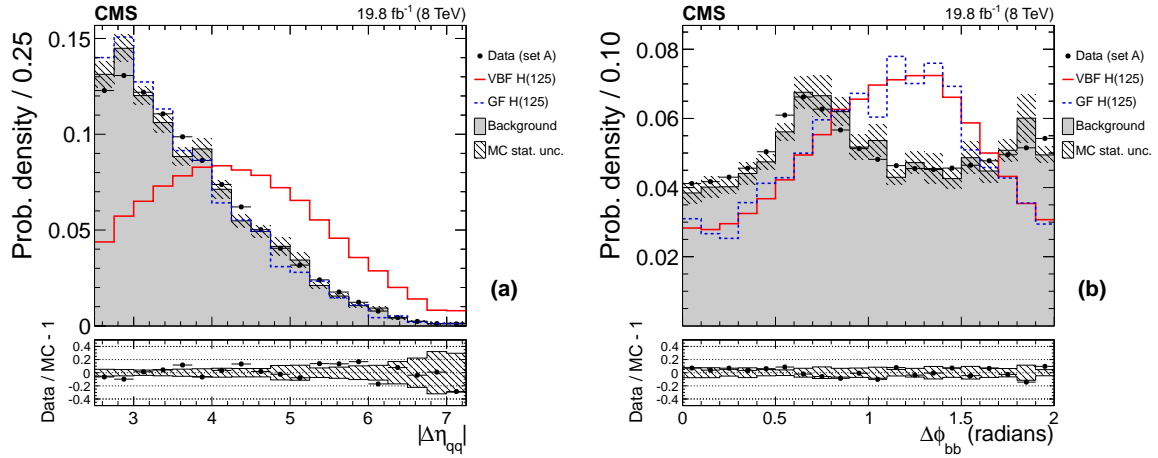 CMS 19.8 fb-1 (8 TeV)
Prob. density / 0.25
0.15
0.1
0.05
0
Data (set A)
VBF H(125)
GF H(125)
Background
MC stat. unc.
(a)
Data / MC - 1
0.4
0.2
0
-0.2
-0.4
3 4 5 6 7
|Δηqq|
CMS 19.8 fb-1 (8 TeV)
Prob. density / 0.10
0.08
0.06
0.04
0.02
0.00
Data (set A)
VBF H(125)
GF H(125)
Background
MC stat. unc.
(b)
Data / MC - 1
0.4
0.2
0
-0.2
-0.4
0 0.5 1 1.5 2
Δϕbb (radians)